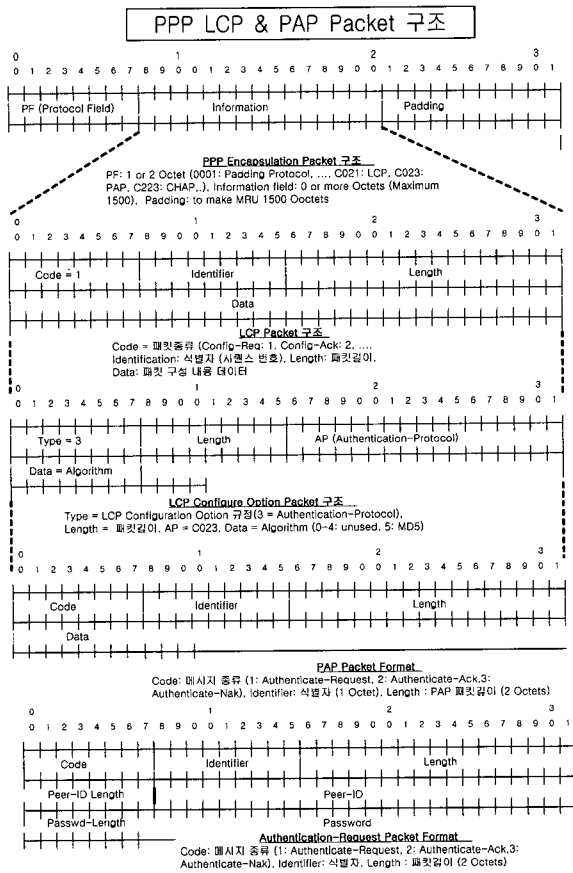 PPP LCP & PAP Packet 구조
0 1 2 3
0 1 2 3 4 5 6 7 8 9 0 1 2 3 4 5 6 7 8 9 0 1 2 3 4 5 6 7 8 9 0 1
PF (Protocol Field) Information Padding
PPP Encapsulation Packet 구조
PF: 1 or 2 Octet (0001: Padding Protocol, ..., C021: LCP, C023:
PAP, C223: CHAP,.), Information field: 0 or more Octets (Maximum
1500), Padding: to make MRU 1500 Ooctets
0 1 2 3
0 1 2 3 4 5 6 7 8 9 0 1 2 3 4 5 6 7 8 9 0 1 2 3 4 5 6 7 8 9 0 1
Code = 1 Identifier Length
Data
LCP Packet 구조
Code = 패킷종류 (Config-Req: 1, Config-Ack: 2, ....
Identification: 식별자 (시퀀스 번호), Length: 패킷길이,
Data: 패킷 구성 내용 데이터
0 1 2 3
0 1 2 3 4 5 6 7 8 9 0 1 2 3 4 5 6 7 8 9 0 1 2 3 4 5 6 7 8 9 0 1
Type = 3 Length AP (Authentication-Protocol)
Data = Algorithm
LCP Configure Option Packet 구조
Type = LCP Configuration Option 규정(3 = Authentication-Protocol),
Length = 패킷길이, AP = C023, Data = Algorithm (0-4: unused, 5: MD5)
0 1 2 3
0 1 2 3 4 5 6 7 8 9 0 1 2 3 4 5 6 7 8 9 0 1 2 3 4 5 6 7 8 9 0 1
Code Identifier Length
Data
PAP Packet Format
Code: 메시지 종류 (1: Authenticate-Request, 2: Authenticate-Ack,3:
Authenticate-Nak), Identifier: 식별자 (1 Octet), Length : PAP 패킷길이 (2 Octets)
0 1 2 3
0 1 2 3 4 5 6 7 8 9 0 1 2 3 4 5 6 7 8 9 0 1 2 3 4 5 6 7 8 9 0 1
Code Identifier Length
Peer-ID Length Peer-ID
Passwd-Length Password
Authentication-Request Packet Format
Code: 메시지 종류 (1: Authenticate-Request, 2: Authenticate-Ack,3:
Authenticate-Nak), Identifier: 식별자, Length : 패킷길이 (2 Octets)